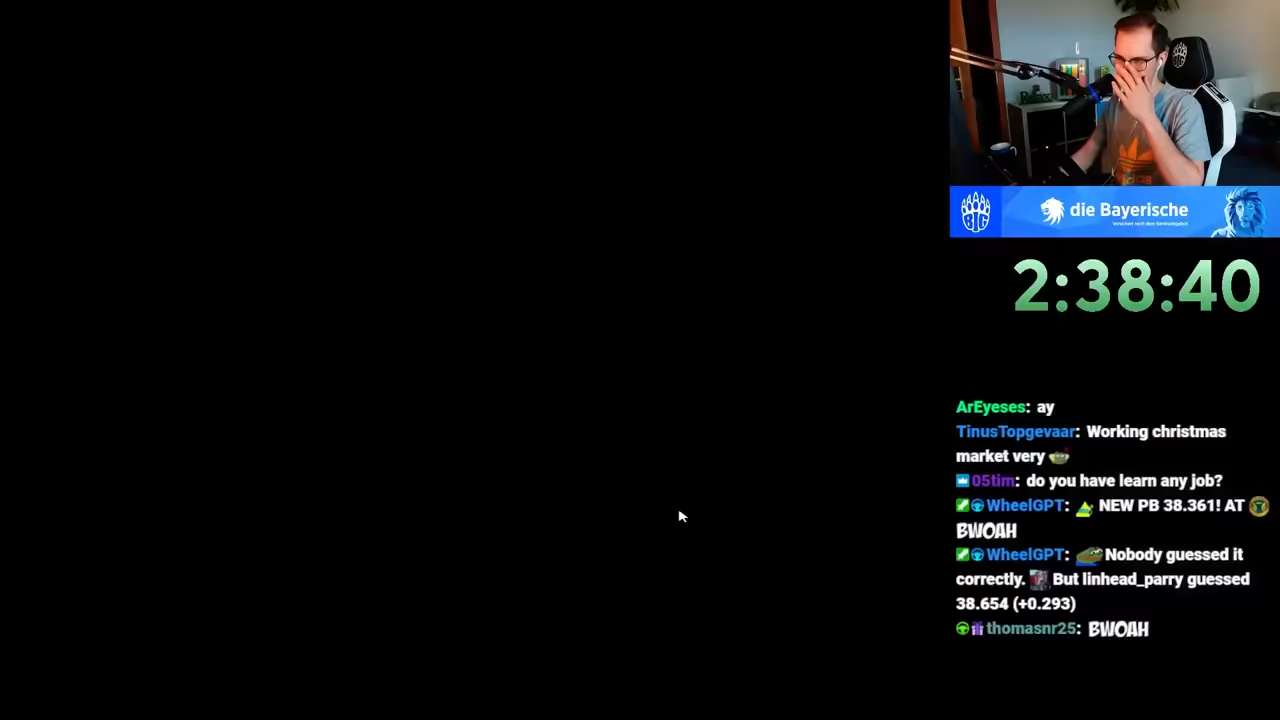 BIG
die Bayerische
2:38:40
ArEyeses: ay
TinusTopgevaar: Working christmas
market very
05tim: do you have learn any job?
WheelGPT: NEW PB 38.361! AT
BWOAH
WheelGPT: Nobody guessed it
correctly. But linhead_parry guessed
38.654 (+0.293)
thomasnr25: BWOAH